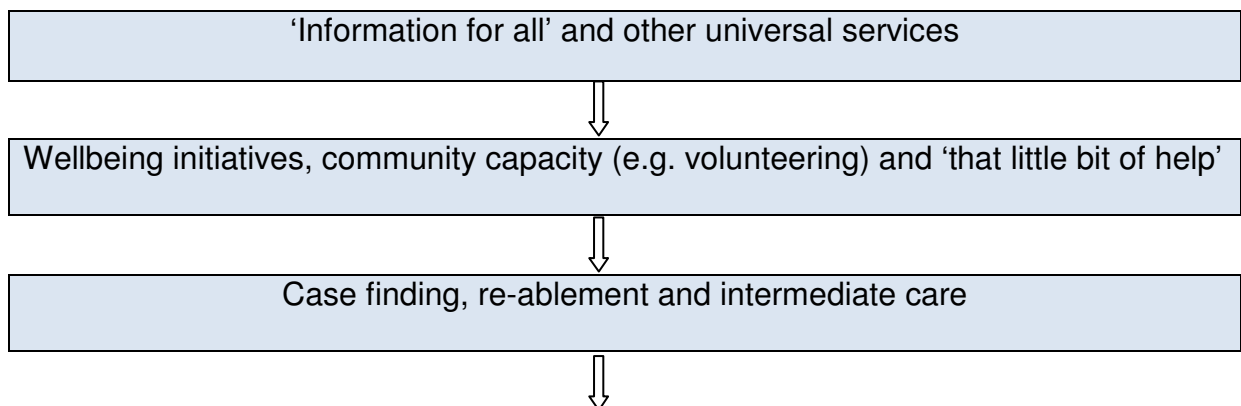 ‘Information for all’ and other universal services
Wellbeing initiatives, community capacity (e.g. volunteering) and ‘that little bit of help’
Case finding, re-ablement and intermediate care